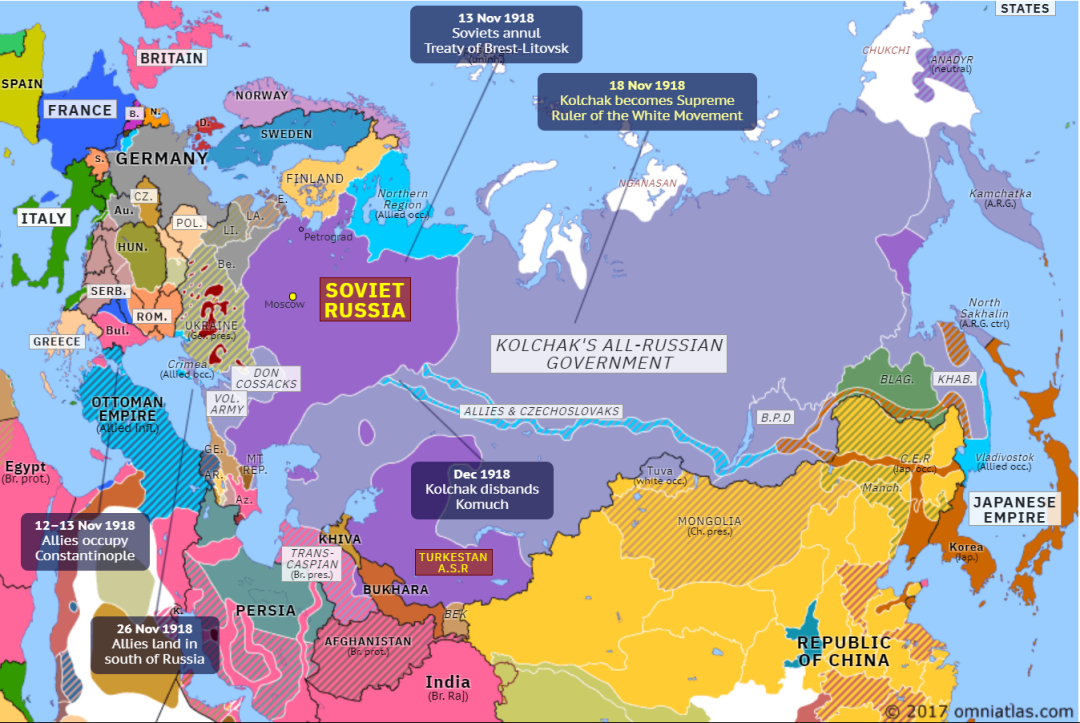 STATES
13 Nov 1918
Soviets annul
Treaty of Brest-Litovsk
CHUKCHI
ANADYR
(neutral)
BRITAIN
SPAIN
18 Nov 1918
Kolchak becomes Supreme
Ruler of the White Movement
NORWAY
FRANCE
B.
N.
D.
SWEDEN
S.
GERMANY
FINLAND
NGANASAN
CZ.
E.
Northern
Region
(Allied occ.)
Kamchatka
(A.R.G.)
Au.
LA.
ITALY
POL.
LI.
Petrograd
HUN.
Be.
SOVIET
RUSSIA
SERB.
Moscow
ROM.
North
Sakhalin
(A.R.G. ctrl)
UKRAINE
(Ger. pres.)
Bul.
GREECE
KOLCHAK'S ALL-RUSSIAN
GOVERNMENT
Crimea
(Allied occ.)
DON
COSSACKS
BLAG.
KHAB.
OTTOMAN
EMPIRE
(Allied infl.)
VOL.
ARMY
ALLIES & CZECHOSLOVAKS
B.P.D
GE.
MT
REP.
C.E.R
(Jap. occ.)
Vladivostok
(Allied occ.)
Egypt
(Br. prot.)
AR.
Az.
Dec 1918
Kolchak disbands
Komuch
Tuva
(white occ.)
Manch.
JAPANESE
EMPIRE
12–13 Nov 1918
Allies occupy
Constantinople
MONGOLIA
(Ch. pres.)
KHIVA
TRANS-
CASPIAN
(Br. pres.)
TURKESTAN
A.S.R
Korea
(Jap.)
BUKHARA
PERSIA
K.
BEK
26 Nov 1918
Allies land in
south of Russia
AFGHANISTAN
(Br. prot.)
REPUBLIC
OF CHINA
India
(Br. Raj)
© 2017 omniatlas.com